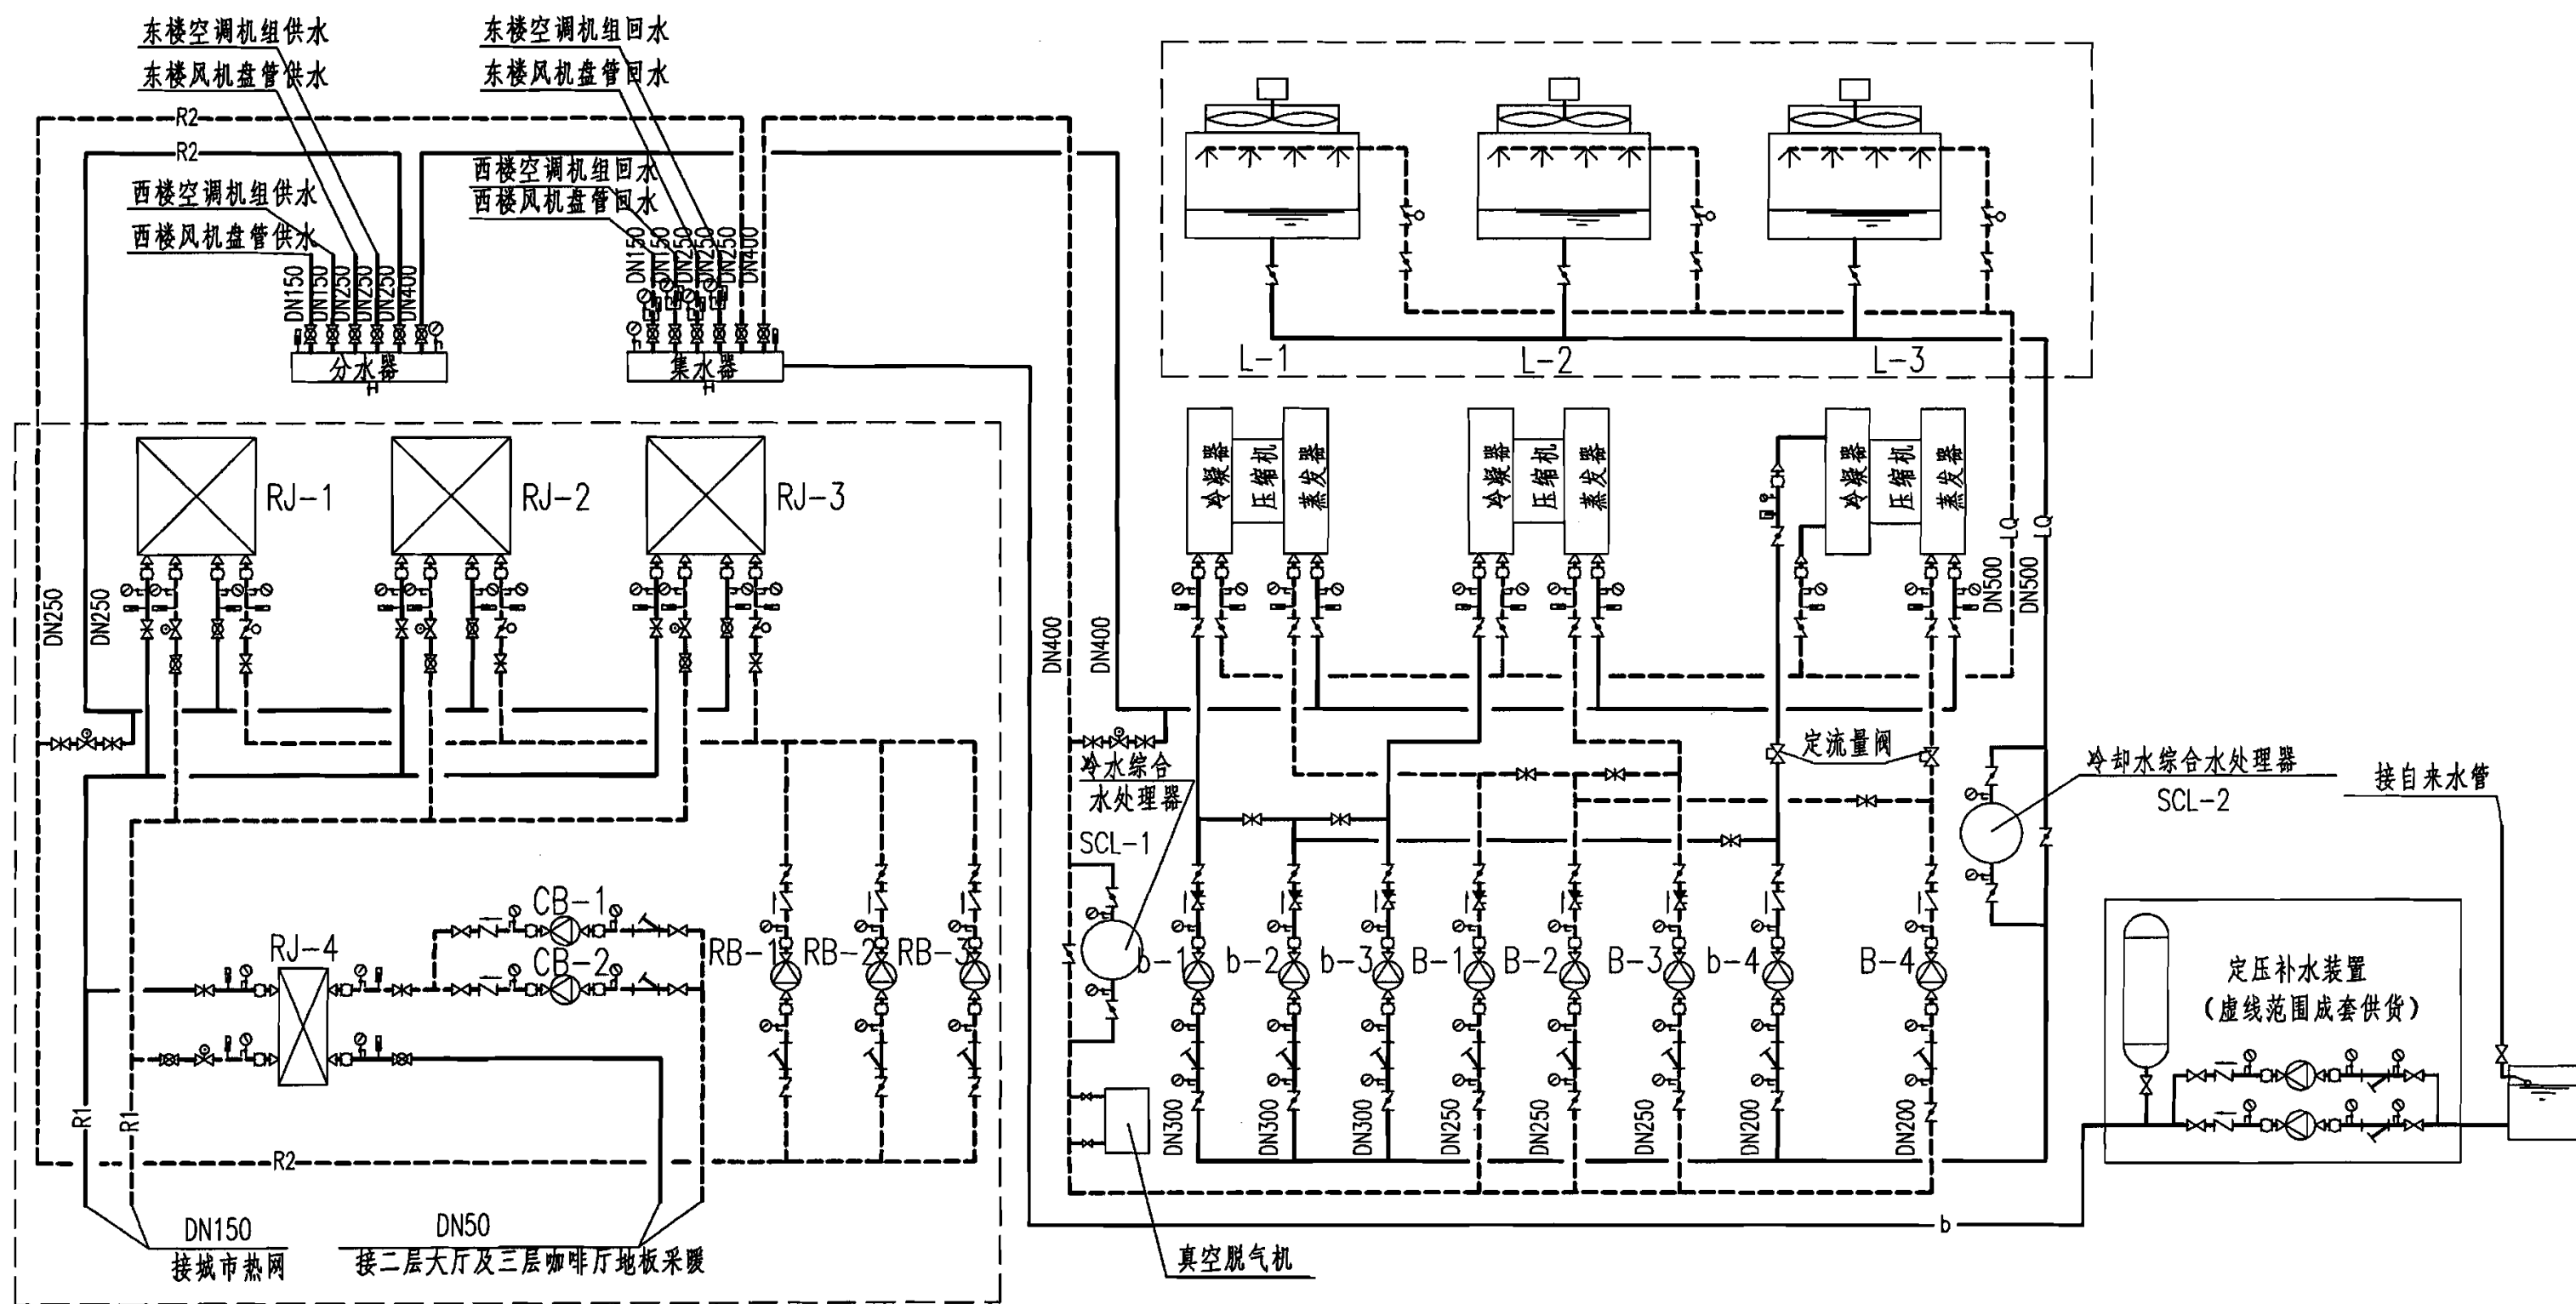 东楼空调机组供水
东楼风机盘管供水
东楼空调机组回水
东楼风机盘管回水
R2
R2
西楼空调机组供水
西楼风机盘管供水
西楼空调机组回水
西楼风机盘管回水
DN150
DN150
DN250
DN250
DN250
DN400
DN150
DN150
DN250
DN250
DN250
DN400
分水器
集水器
L-1
L-2
L-3
RJ-1
RJ-2
RJ-3
冷凝器
压缩机
蒸发器
冷凝器
压缩机
蒸发器
冷凝器
压缩机
蒸发器
LQ
LQ
DN500
DN500
DN250
DN250
DN400
DN400
定流量阀
冷水综合
水处理器
SCL-1
冷却水综合水处理器
SCL-2
接自来水管
CB-1
CB-2
RJ-4
RB-1
RB-2
RB-3
b-1
b-2
b-3
B-1
B-2
B-3
b-4
B-4
定压补水装置
（虚线范围成套供货）
R1
R1
R2
DN300
DN300
DN300
DN250
DN250
DN250
DN200
DN200
b
DN150
接城市热网
DN50
接二层大厅及三层咖啡厅地板采暖
真空脱气机